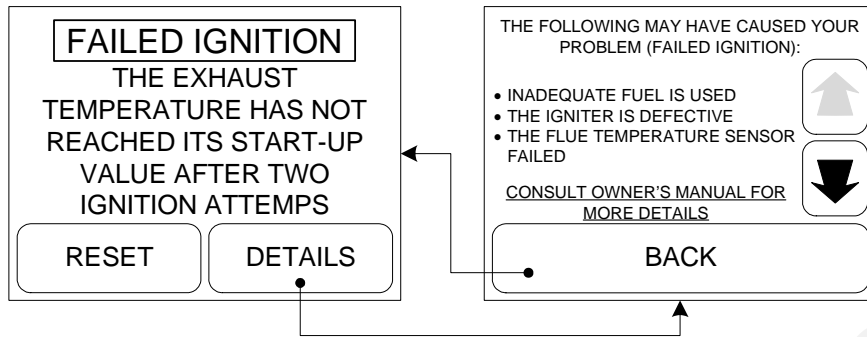 FAILED IGNITION
THE EXHAUST
TEMPERATURE HAS NOT
REACHED ITS START-UP
VALUE AFTER TWO
IGNITION ATTEMPS
RESET
DETAILS
THE FOLLOWING MAY HAVE CAUSED YOUR
PROBLEM (FAILED IGNITION):
• INADEQUATE FUEL IS USED
• THE IGNITER IS DEFECTIVE
• THE FLUE TEMPERATURE SENSOR
FAILED
CONSULT OWNER'S MANUAL FOR
MORE DETAILS
BACK